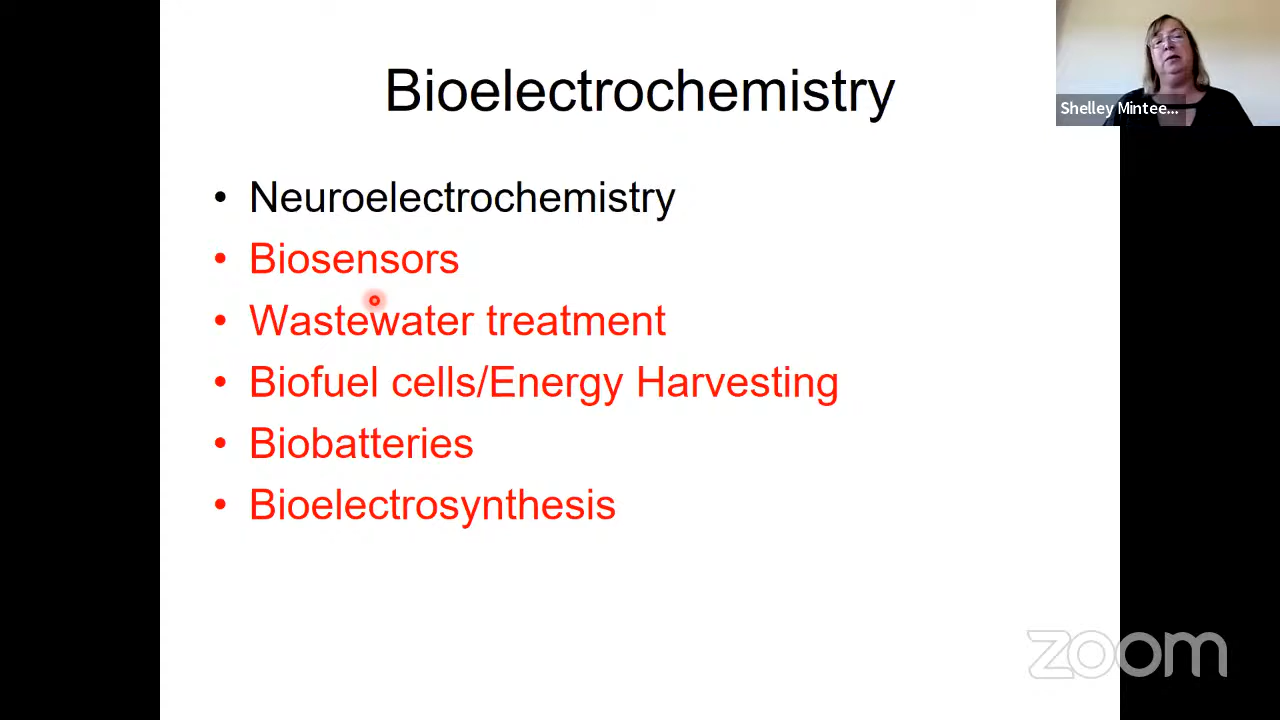 Bioelectrochemistry
Shelley Mintee...
• Neuroelectrochemistry
• Biosensors
• Wastewater treatment
• Biofuel cells/Energy Harvesting
• Biobatteries
• Bioelectrosynthesis
zoom